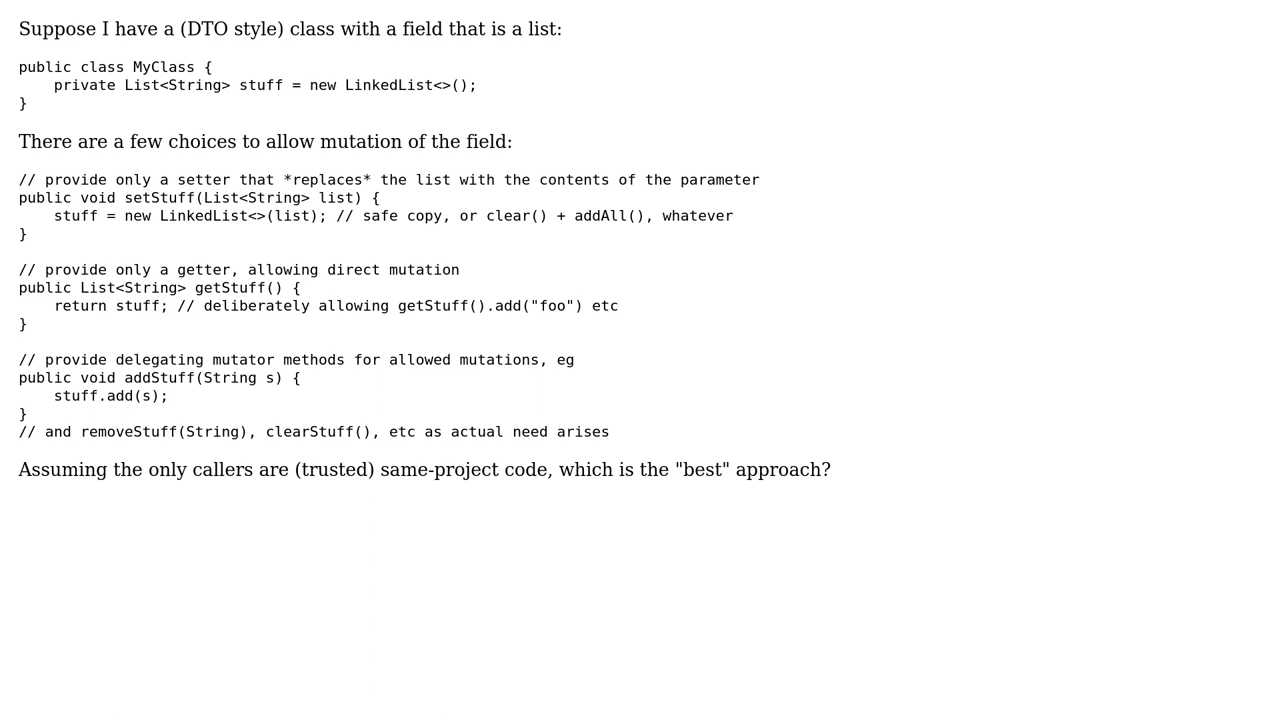 Suppose I have a (DTO style) class with a field that is a list:
public class MyClass {
    private List<String> stuff = new LinkedList<>();
}
There are a few choices to allow mutation of the field:
// provide only a setter that *replaces* the list with the contents of the parameter
public void setStuff(List<String> list) {
    stuff = new LinkedList<>(list); // safe copy, or clear() + addAll(), whatever
}
// provide only a getter, allowing direct mutation
public List<String> getStuff() {
    return stuff; // deliberately allowing getStuff().add("foo") etc
}
// provide delegating mutator methods for allowed mutations, eg
public void addStuff(String s) {
    stuff.add(s);
}
// and removeStuff(String), clearStuff(), etc as actual need arises
Assuming the only callers are (trusted) same-project code, which is the "best" approach?